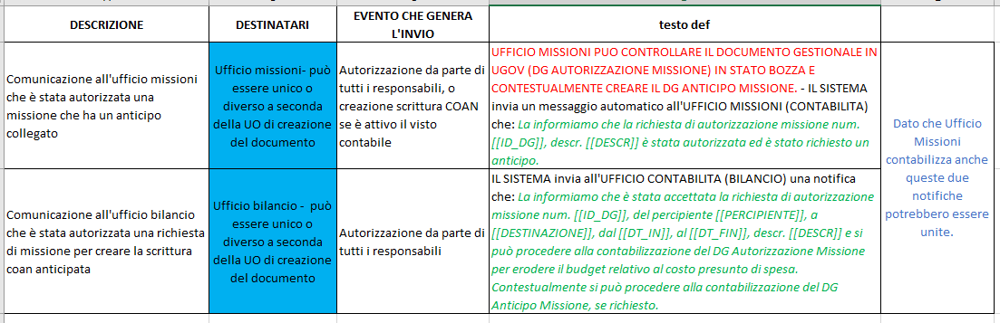 DESCRIZIONE
DESTINATARI
EVENTO CHE GENERA
L'INVIO
testo def
Comunicazione all'ufficio missioni
che è stata autorizzata una
missione che ha un anticipo
collegato
Ufficio missioni- può
essere unico o
diverso a seconda
della UO di creazione
del documento
Autorizzazione da parte di
tutti i responsabili, o
creazione scrittura COAN
se è attivo il visto
contabile
UFFICIO MISSIONI PUO CONTROLLARE IL DOCUMENTO GESTIONALE IN
UGOV (DG AUTORIZZAZIONE MISSIONE) IN STATO BOZZA E
CONTESTUALMENTE CREARE IL DG ANTICIPO MISSIONE. - IL SISTEMA
invia un messaggio automatico all'UFFICIO MISSIONI (CONTABILITA)
che: La informiamo che la richiesta di autorizzazione missione num.
[[ID_DG]], descr. [[DESCR]] è stata autorizzata ed è stato richiesto un
anticipo.
Dato che Ufficio
Missioni
contabilizza anche
queste due
notifiche
potrebbero essere
unite.
Comunicazione all'ufficio bilancio
che è stata autorizzata una richiesta
di missione per creare la scrittura
coan anticipata
Ufficio bilancio - può
essere unico o
diverso a seconda
della UO di creazione
del documento
Autorizzazione da parte di
tutti i responsabili
IL SISTEMA invia all'UFFICIO CONTABILITA (BILANCIO) una notifica
che: La informiamo che è stata accettata la richiesta di autorizzazione
missione num. [[ID_DG]], del percipiente [[PERCIPIENTE]], a
[[DESTINAZIONE]], dal [[DT_IN]], al [[DT_FIN]], descr. [[DESCR]] e si
può procedere alla contabilizzazione del DG Autorizzazione Missione
per erodere il budget relativo al costo presunto di spesa.
Contestualmente si può procedere alla contabilizzazione del DG
Anticipo Missione, se richiesto.